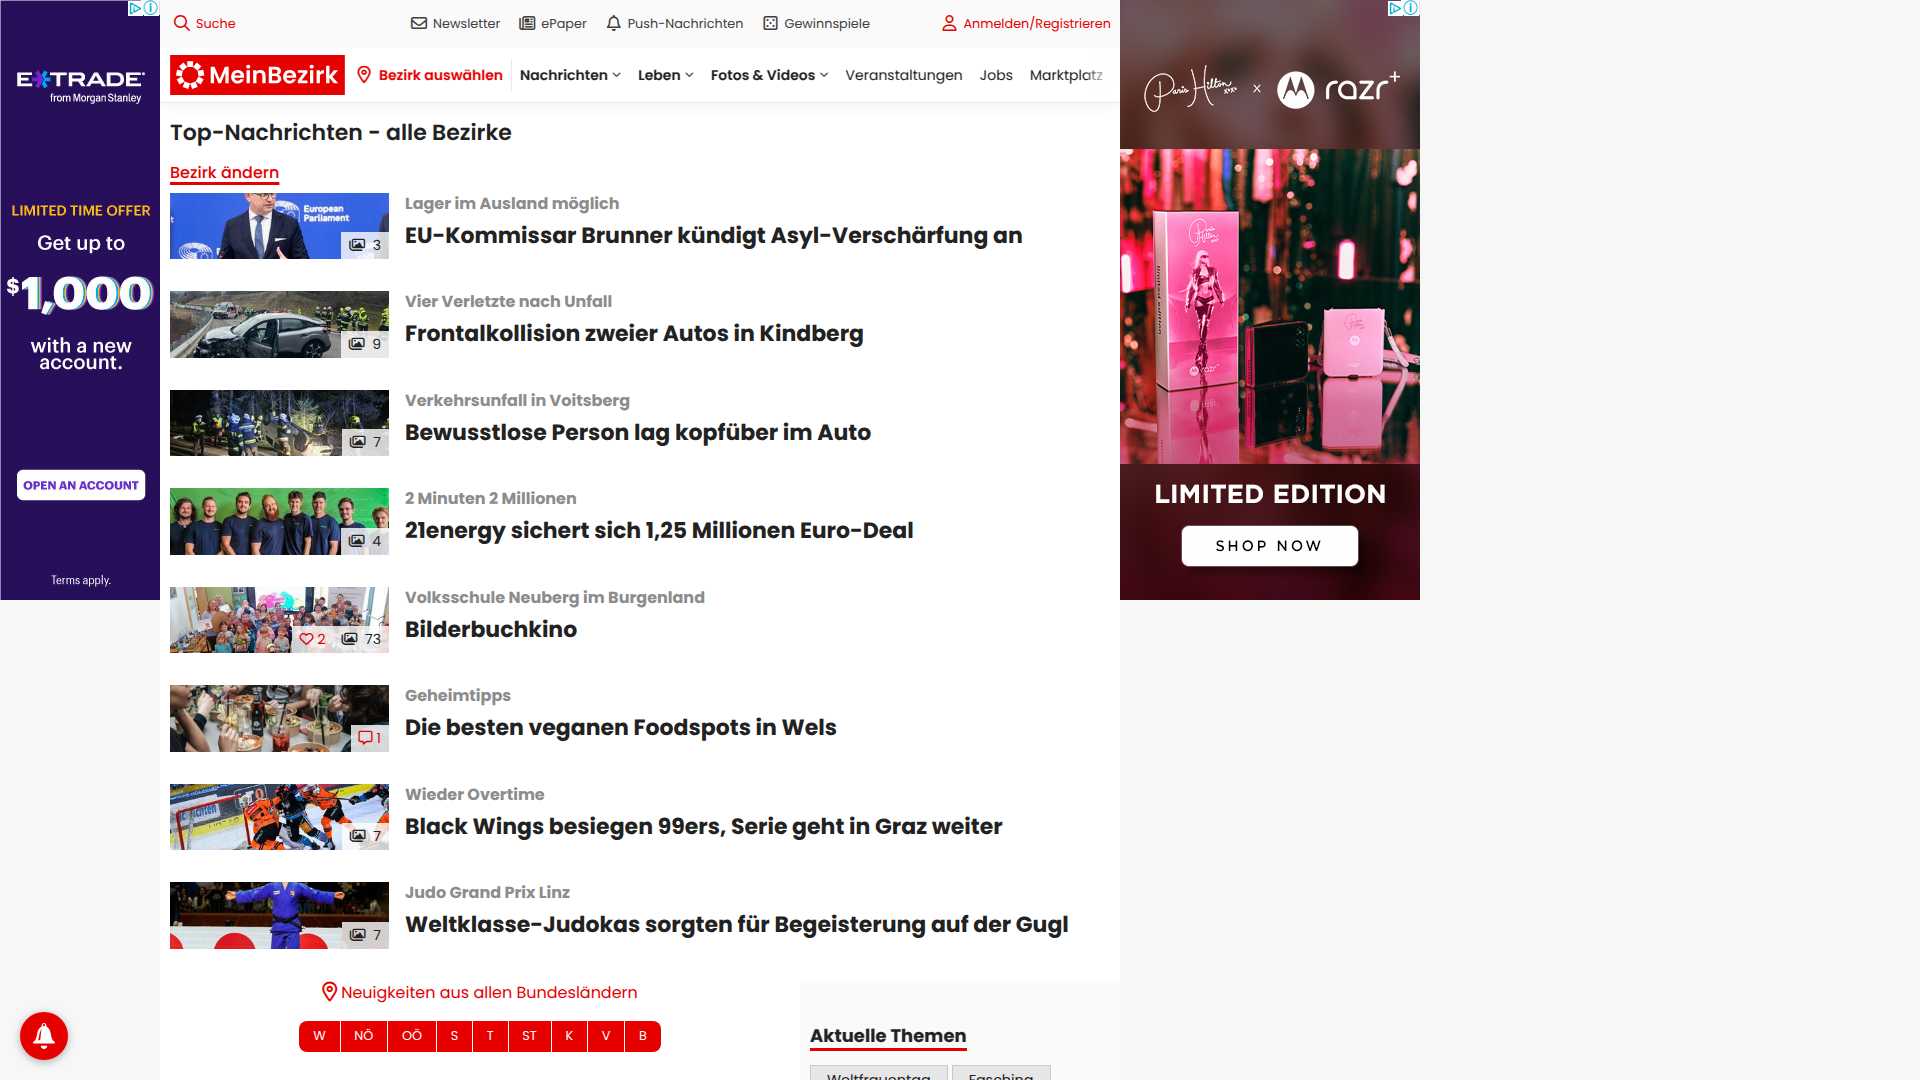 Suche
Newsletter
ePaper
Push-Nachrichten
Gewinnspiele
Anmelden/Registrieren
MeinBezirk
Bezirk auswählen
Nachrichten
Leben
Fotos & Videos
Veranstaltungen
Jobs
Marktplatz
E*TRADE
from Morgan Stanley
LIMITED TIME OFFER
Get up to
$1,000
with a new
account.
OPEN AN ACCOUNT
Terms apply.
Top-Nachrichten - alle Bezirke
Bezirk ändern
European
Parliament
3
Lager im Ausland möglich
EU-Kommissar Brunner kündigt Asyl-Verschärfung an
9
Vier Verletzte nach Unfall
Frontalkollision zweier Autos in Kindberg
7
Verkehrsunfall in Voitsberg
Bewusstlose Person lag kopfüber im Auto
4
2 Minuten 2 Millionen
21energy sichert sich 1,25 Millionen Euro-Deal
2 73
Volksschule Neuberg im Burgenland
Bilderbuchkino
1
Geheimtipps
Die besten veganen Foodspots in Wels
7
Wieder Overtime
Black Wings besiegen 99ers, Serie geht in Graz weiter
7
Judo Grand Prix Linz
Weltklasse-Judokas sorgten für Begeisterung auf der Gugl
Neuigkeiten aus allen Bundesländern
W NÖ OÖ S T ST K V B
Aktuelle Themen
Weltfrauentag
Fasching
Paris Hilton x razr+
razr+
LIMITED EDITION
SHOP NOW